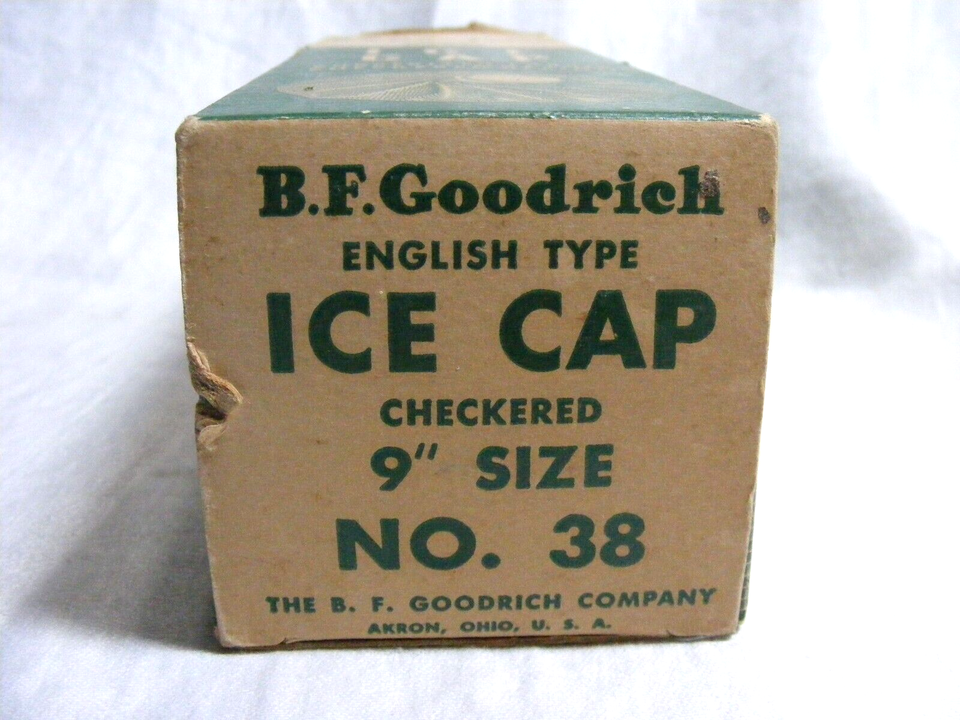 B.F.Goodrich
ENGLISH TYPE
ICE CAP
CHECKERED
9" SIZE
NO. 38
THE B. F. GOODRICH COMPANY
AKRON, OHIO, U. S. A.